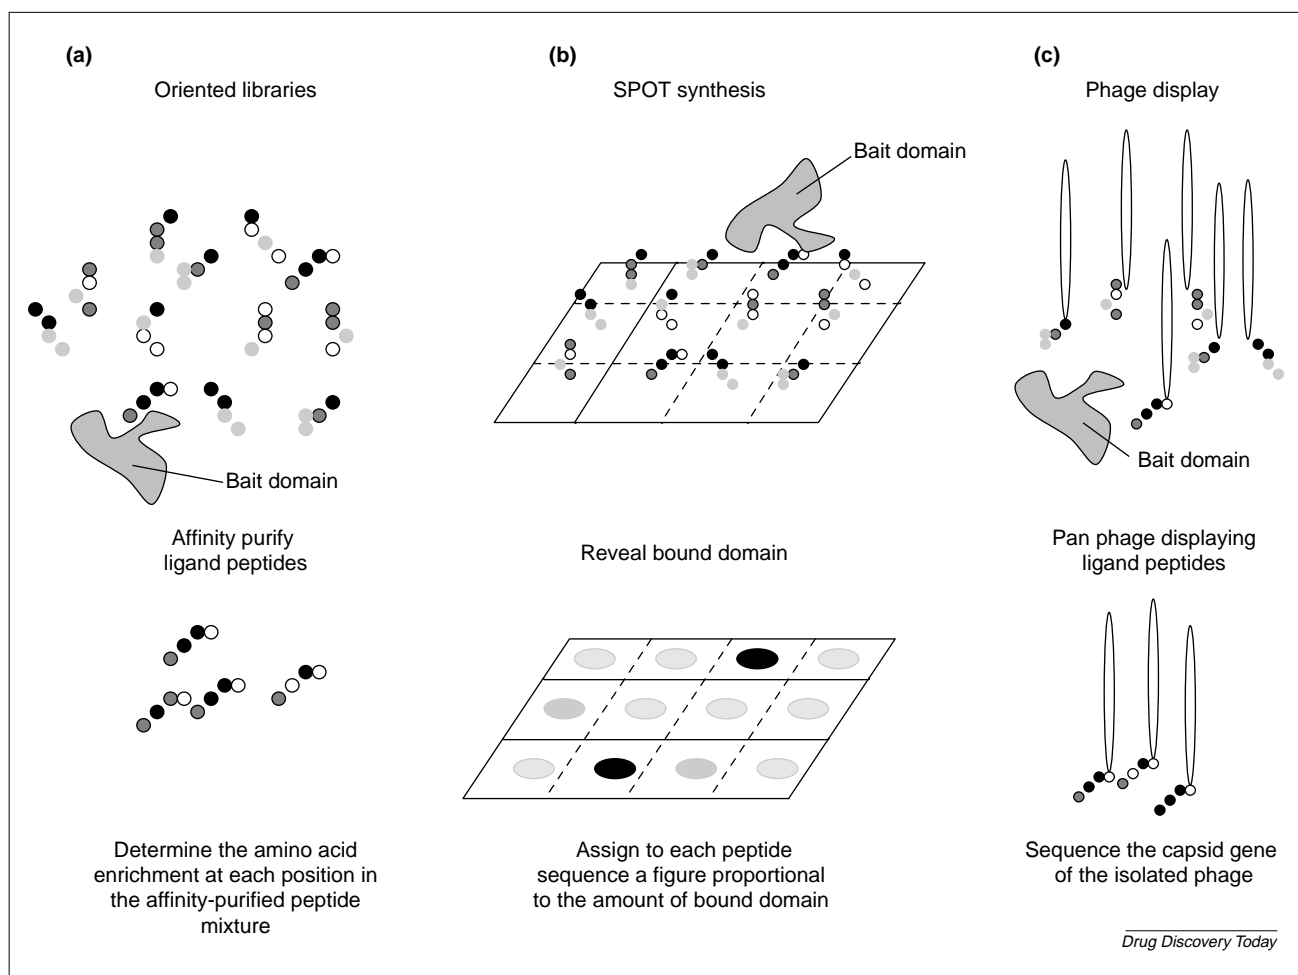 (a)
Oriented libraries
Bait domain
Affinity purify
ligand peptides
Determine the amino acid
enrichment at each position in
the affinity-purified peptide
mixture
(b)
SPOT synthesis
Bait domain
Reveal bound domain
Assign to each peptide
sequence a figure proportional
to the amount of bound domain
(c)
Phage display
Bait domain
Pan phage displaying
ligand peptides
Sequence the capsid gene
of the isolated phage
Drug Discovery Today